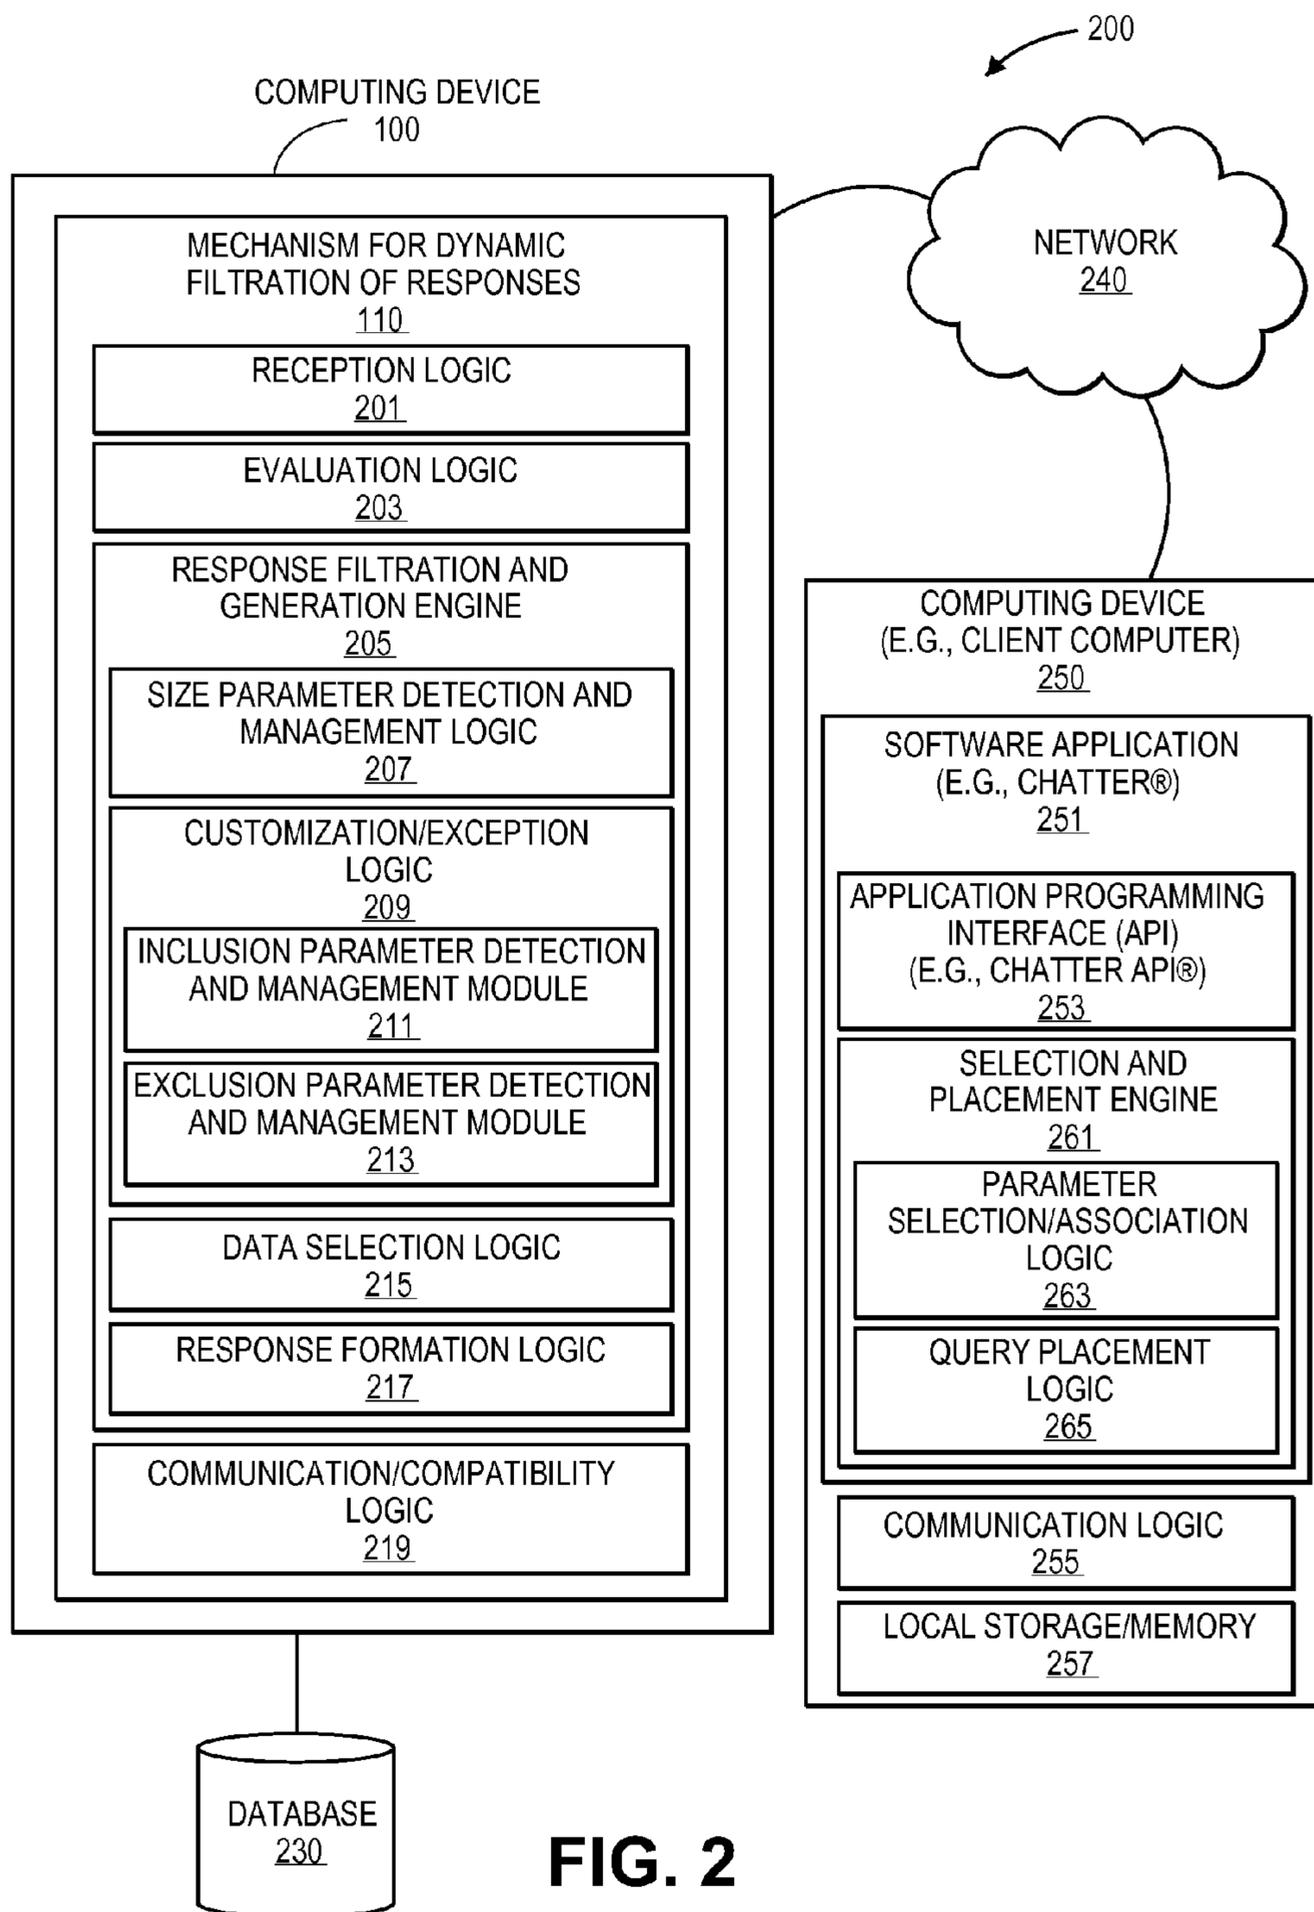 200
COMPUTING DEVICE
100
MECHANISM FOR DYNAMIC
FILTRATION OF RESPONSES
110
RECEPTION LOGIC
201
EVALUATION LOGIC
203
RESPONSE FILTRATION AND
GENERATION ENGINE
205
SIZE PARAMETER DETECTION AND
MANAGEMENT LOGIC
207
CUSTOMIZATION/EXCEPTION
LOGIC
209
INCLUSION PARAMETER DETECTION
AND MANAGEMENT MODULE
211
EXCLUSION PARAMETER DETECTION
AND MANAGEMENT MODULE
213
DATA SELECTION LOGIC
215
RESPONSE FORMATION LOGIC
217
COMMUNICATION/COMPATIBILITY
LOGIC
219
DATABASE
230
NETWORK
240
COMPUTING DEVICE
(E.G., CLIENT COMPUTER)
250
SOFTWARE APPLICATION
(E.G., CHATTER®)
251
APPLICATION PROGRAMMING
INTERFACE (API)
(E.G., CHATTER API®)
253
SELECTION AND
PLACEMENT ENGINE
261
PARAMETER
SELECTION/ASSOCIATION
LOGIC
263
QUERY PLACEMENT
LOGIC
265
COMMUNICATION LOGIC
255
LOCAL STORAGE/MEMORY
257
FIG. 2